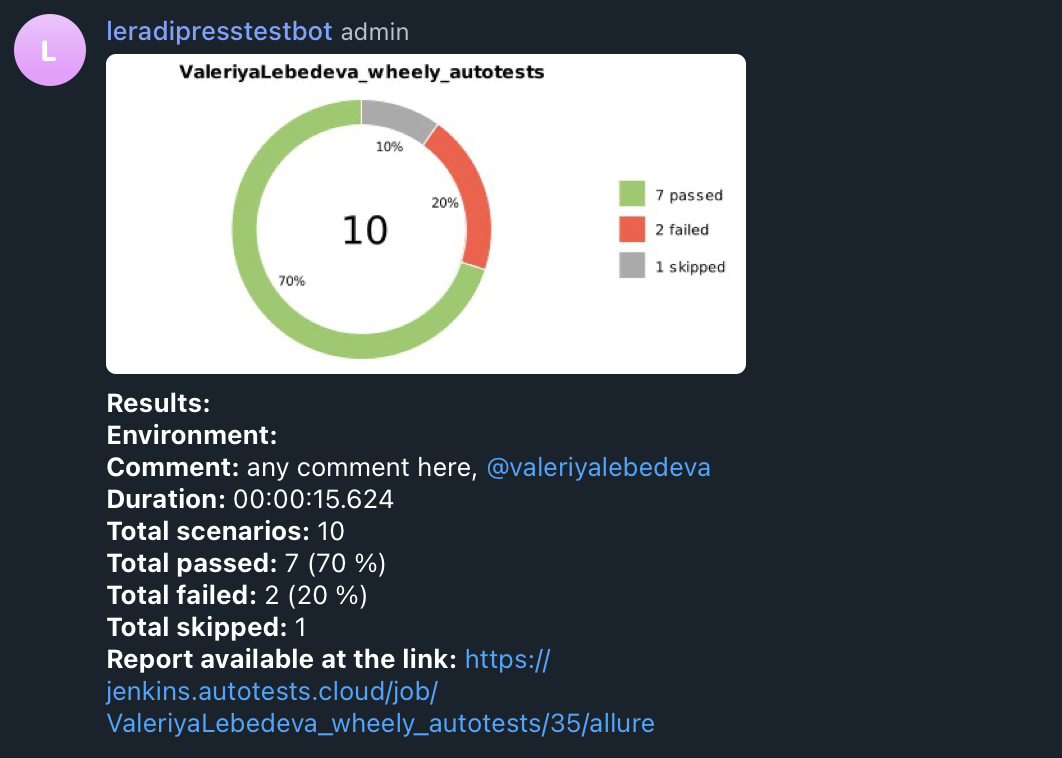 L
leradipresstestbot admin
ValeriyaLebedeva_wheely_autotests
10%
20%
10
70%
7 passed
2 failed
1 skipped
Results:
Environment:
Comment: any comment here, @valeriyalebedeva
Duration: 00:00:15.624
Total scenarios: 10
Total passed: 7 (70 %)
Total failed: 2 (20 %)
Total skipped: 1
Report available at the link: https://
jenkins.autotests.cloud/job/
ValeriyaLebedeva_wheely_autotests/35/allure